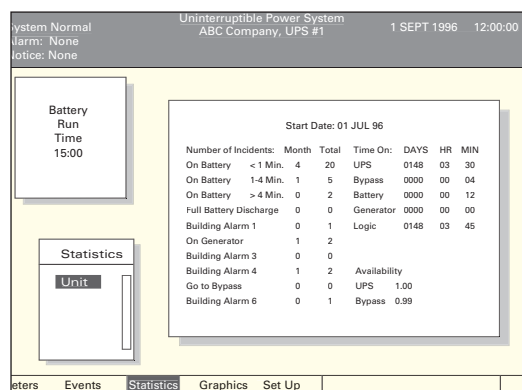 Uninterruptible Power System
ABC Company, UPS #1
1 SEPT 1996 12:00:00
System Normal
Alarm: None
Notice: None
Battery
Run
Time
15:00
Statistics
Unit
Start Date: 01 JUL 96
Number of Incidents: Month Total Time On: DAYS HR MIN
On Battery < 1 Min. 4 20 UPS 0148 03 30
On Battery 1-4 Min. 1 5 Bypass 0000 00 04
On Battery > 4 Min. 0 2 Battery 0000 00 12
Full Battery Discharge 0 0 Generator 0000 00 00
Building Alarm 1 0 1 Logic 0148 03 45
On Generator 1 2
Building Alarm 3 0 0
Building Alarm 4 1 2 Availability
Go to Bypass 0 0 UPS 1.00
Building Alarm 6 0 1 Bypass 0.99
eters Events Statistics Graphics Set Up